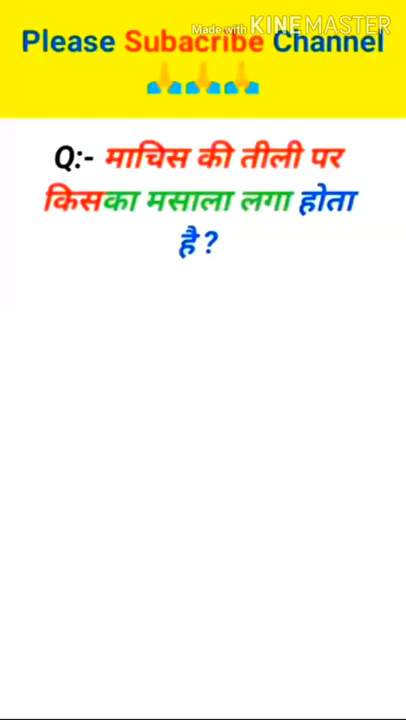 Made with KINEMASTER
Please Subacribe Channel
🙏🙏🙏
Q:- माचिस की तीली पर
किसका मसाला लगा होता
है ?